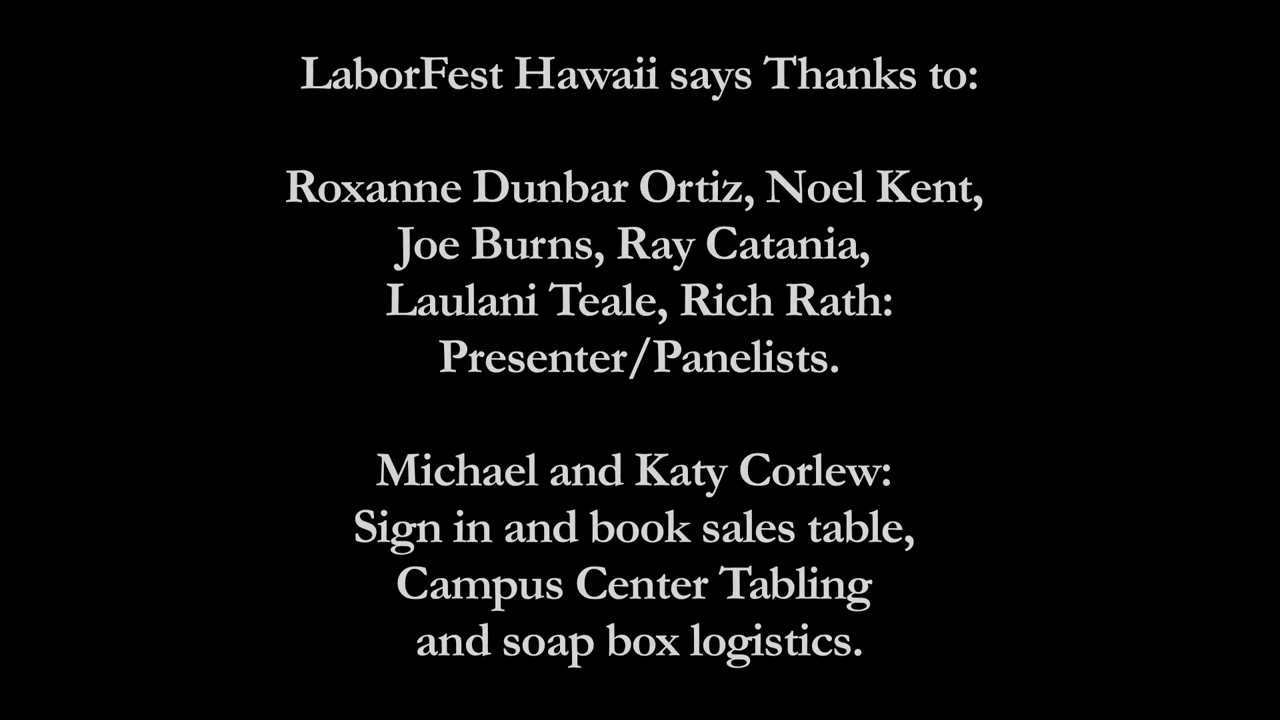 LaborFest Hawaii says Thanks to:
Roxanne Dunbar Ortiz, Noel Kent,
Joe Burns, Ray Catania,
Laulani Teale, Rich Rath:
Presenter/Panelists.
Michael and Katy Corlew:
Sign in and book sales table,
Campus Center Tabling
and soap box logistics.